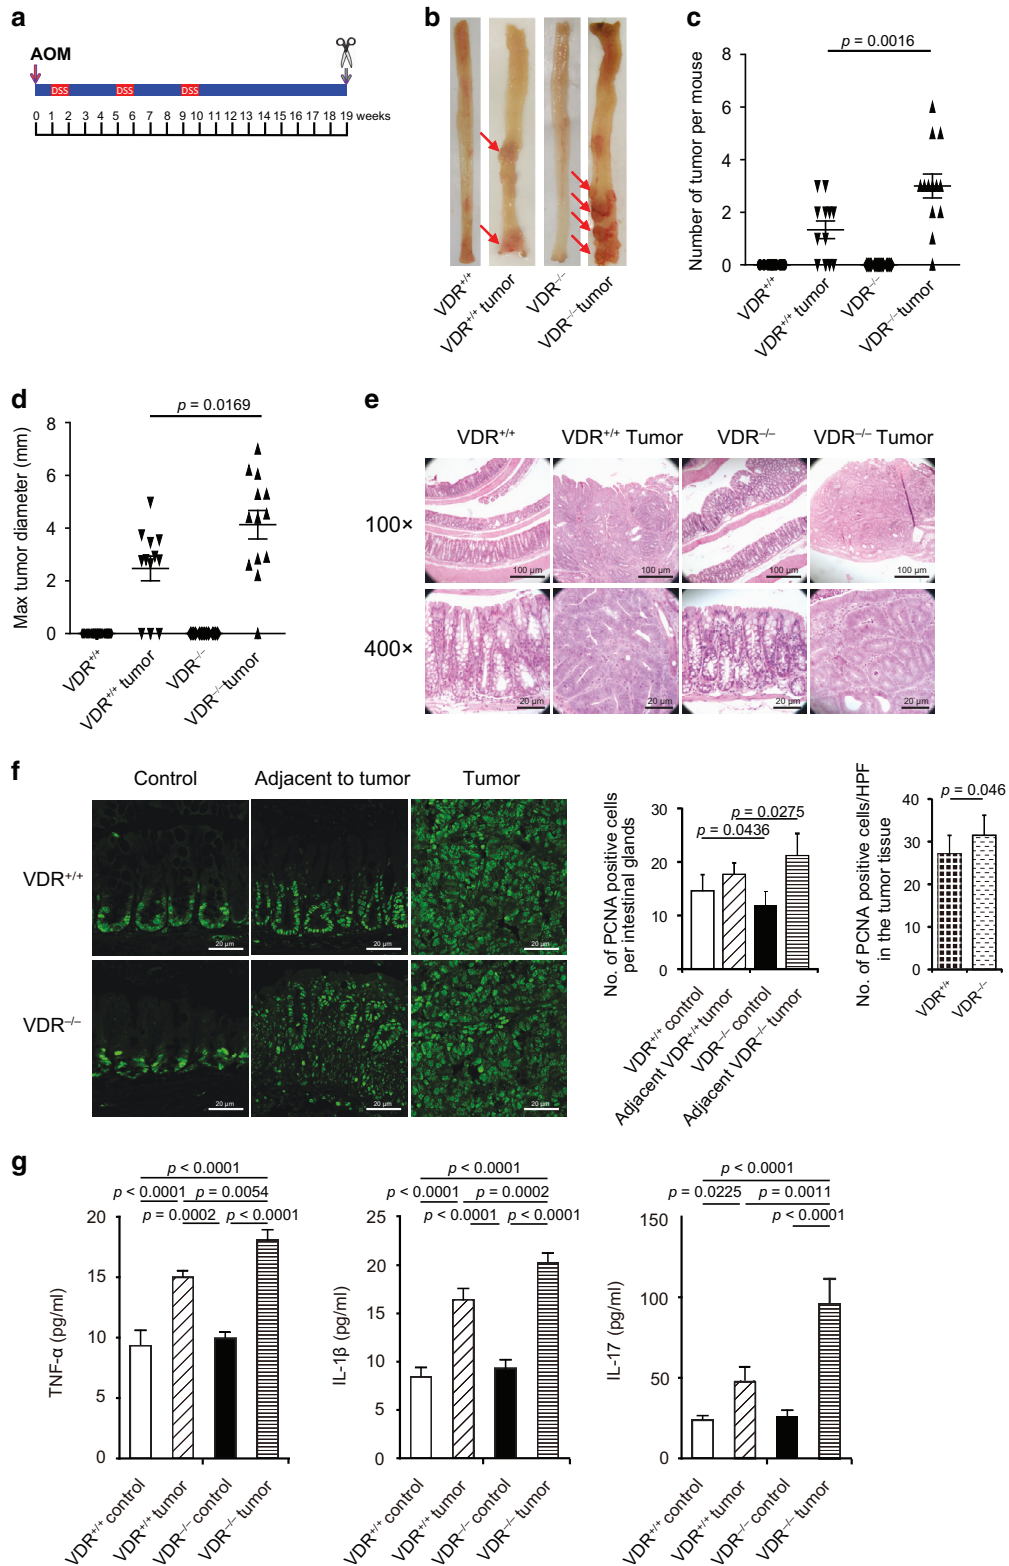 a
AOM
DSS DSS DSS
0 1 2 3 4 5 6 7 8 9 10 11 12 13 14 15 16 17 18 19 weeks
b
VDR+/+
VDR+/+ tumor
VDR–/–
VDR–/– tumor
c
p = 0.0016
Number of tumor per mouse
8
6
4
2
0
VDR+/+
VDR+/+ tumor
VDR–/–
VDR–/– tumor
d
p = 0.0169
Max tumor diameter (mm)
8
6
4
2
0
VDR+/+
VDR+/+ tumor
VDR–/–
VDR–/– tumor
e
VDR+/+ VDR+/+ Tumor VDR–/– VDR–/– Tumor
100×
100 µm 100 µm 100 µm 100 µm
400×
20 µm 20 µm 20 µm 20 µm
f
Control Adjacent to tumor Tumor
VDR+/+
20 µm 20 µm 20 µm
VDR–/–
20 µm 20 µm 20 µm
No. of PCNA positive cells
per intestinal glands
30
20
10
0
p = 0.0275
p = 0.0436
VDR+/+ control
Adjacent VDR+/+ tumor
VDR–/– control
Adjacent VDR–/– tumor
No. of PCNA positive cells/HPF
in the tumor tissue
p = 0.046
40
30
20
10
0
VDR+/+
VDR–/–
g
p < 0.0001
p < 0.0001 p = 0.0054
p = 0.0002 p < 0.0001
TNF-α (pg/ml)
20
15
10
5
0
VDR+/+ control
VDR+/+ tumor
VDR–/– control
VDR–/– tumor
p < 0.0001
p < 0.0001 p = 0.0002
p < 0.0001 p < 0.0001
IL-1β (pg/ml)
25
20
15
10
5
0
VDR+/+ control
VDR+/+ tumor
VDR–/– control
VDR–/– tumor
p < 0.0001
p = 0.0225 p = 0.0011
p < 0.0001
IL-17 (pg/ml)
150
100
50
0
VDR+/+ control
VDR+/+ tumor
VDR–/– control
VDR–/– tumor